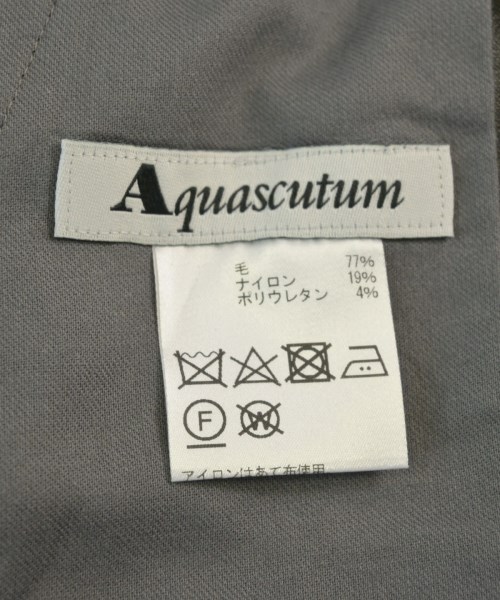 Aquascutum
毛 77%
ナイロン 19%
ポリウレタン 4%
F W
アイロンはあて布使用